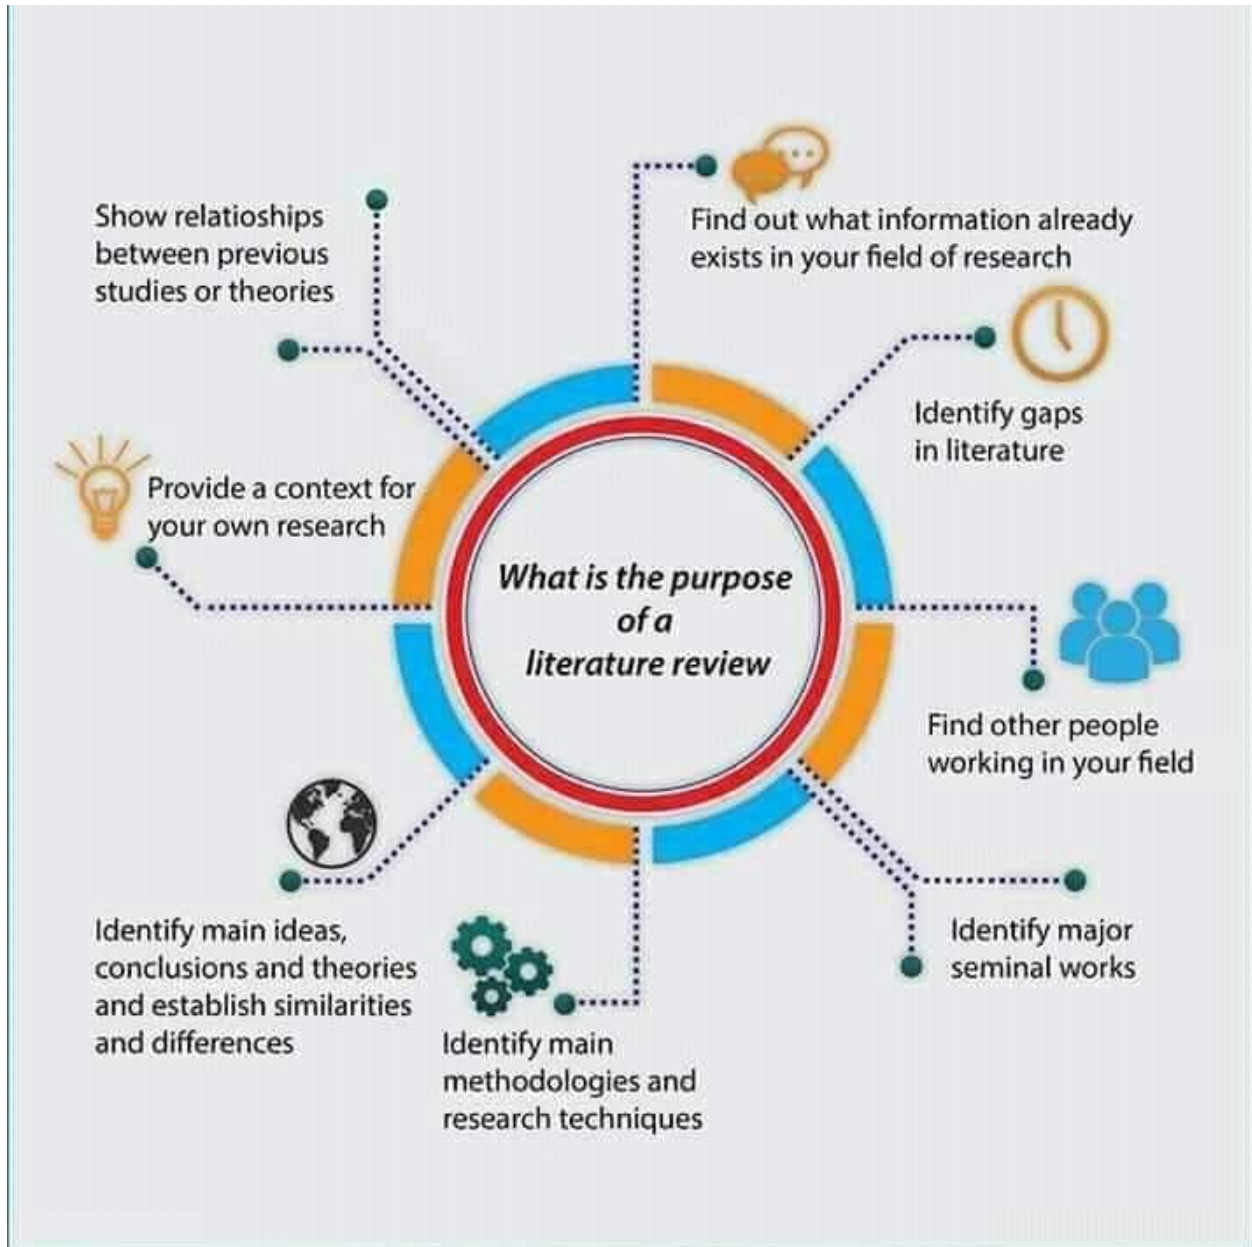 What is the purpose
of a
literature review
Find out what information already
exists in your field of research
Identify gaps
in literature
Find other people
working in your field
Identify major
seminal works
Identify main
methodologies and
research techniques
Identify main ideas,
conclusions and theories
and establish similarities
and differences
Provide a context for
your own research
Show relatioships
between previous
studies or theories